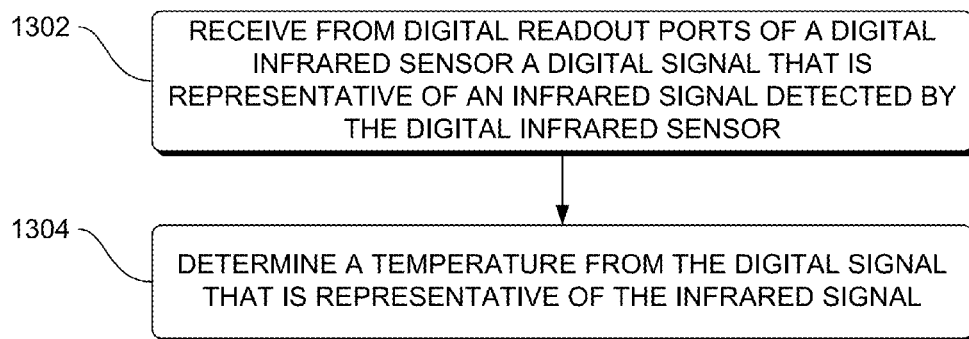 1302
RECEIVE FROM DIGITAL READOUT PORTS OF A DIGITAL
INFRARED SENSOR A DIGITAL SIGNAL THAT IS
REPRESENTATIVE OF AN INFRARED SIGNAL DETECTED BY
THE DIGITAL INFRARED SENSOR
1304
DETERMINE A TEMPERATURE FROM THE DIGITAL SIGNAL
THAT IS REPRESENTATIVE OF THE INFRARED SIGNAL